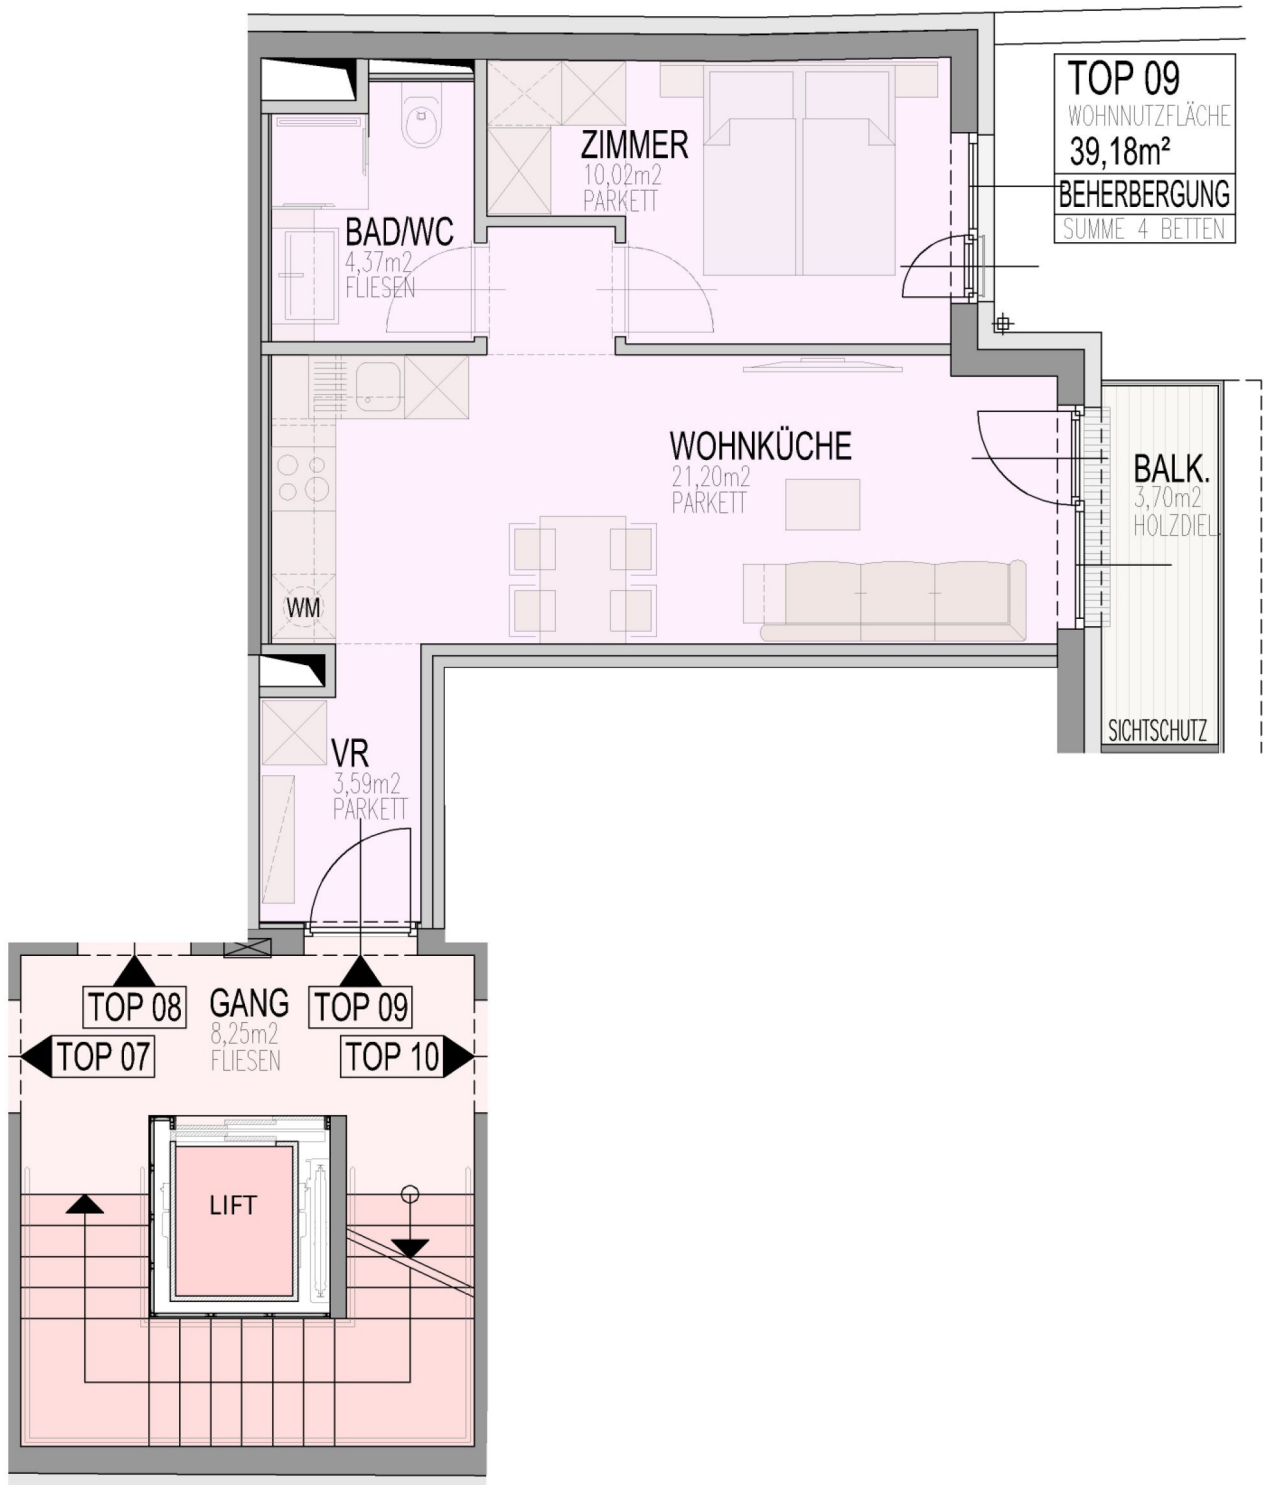 TOP 09
WOHNNUTZFLÄCHE
39,18m²
BEHERBERGUNG
SUMME 4 BETTEN
ZIMMER
10,02m2
PARKETT
BAD/WC
4,37m2
FLIESEN
WOHNKÜCHE
21,20m2
PARKETT
BALK.
3,70m2
HOLZDIEL.
WM
SICHTSCHUTZ
VR
3,59m2
PARKETT
TOP 08
GANG
8,25m2
FLIESEN
TOP 09
TOP 07
TOP 10
LIFT